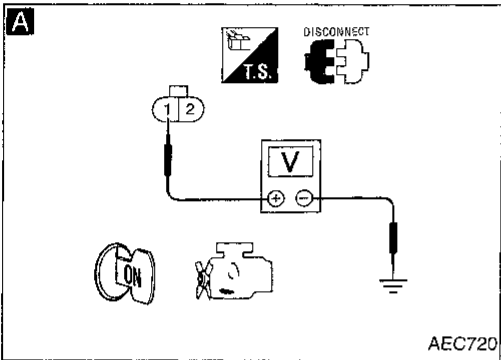 A
T.S.
DISCONNECT
1 2
V
⊕ ⊖
ON
AEC720